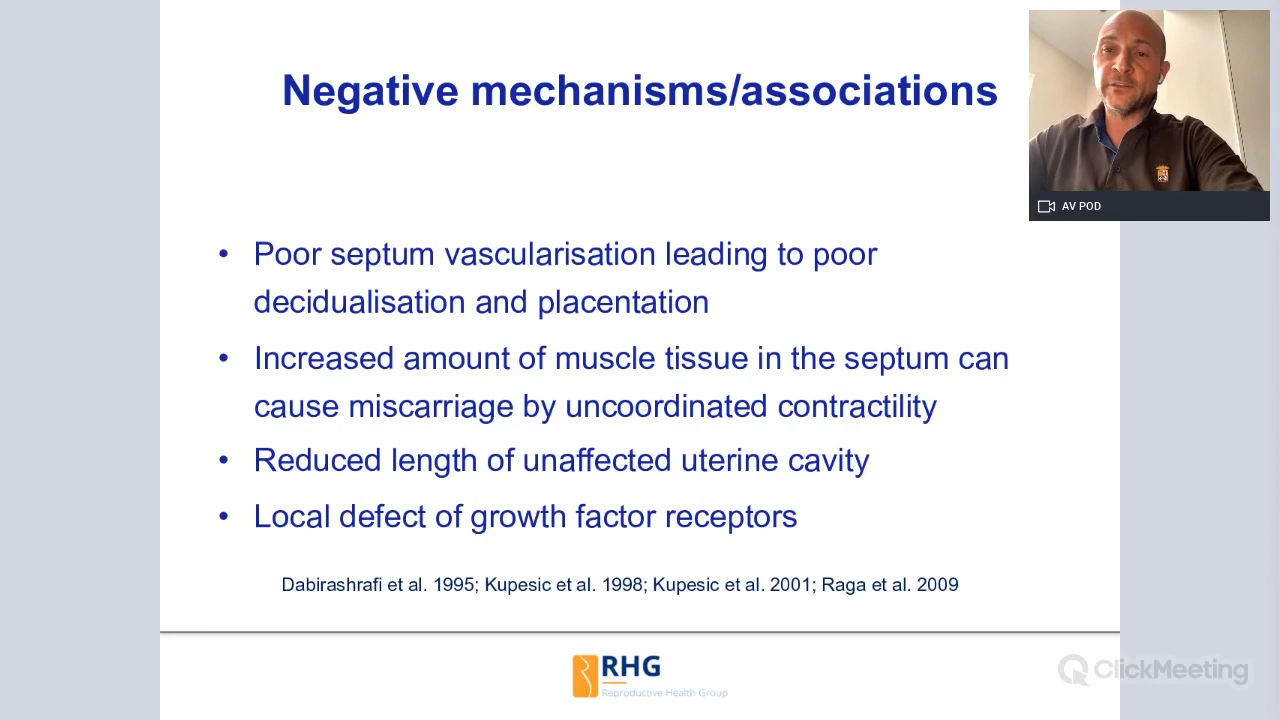 Negative mechanisms/associations
AV POD
• Poor septum vascularisation leading to poor
decidualisation and placentation
• Increased amount of muscle tissue in the septum can
cause miscarriage by uncoordinated contractility
• Reduced length of unaffected uterine cavity
• Local defect of growth factor receptors
Dabirashrafi et al. 1995; Kupesic et al. 1998; Kupesic et al. 2001; Raga et al. 2009
RHG
Reproductive Health Group
ClickMeeting